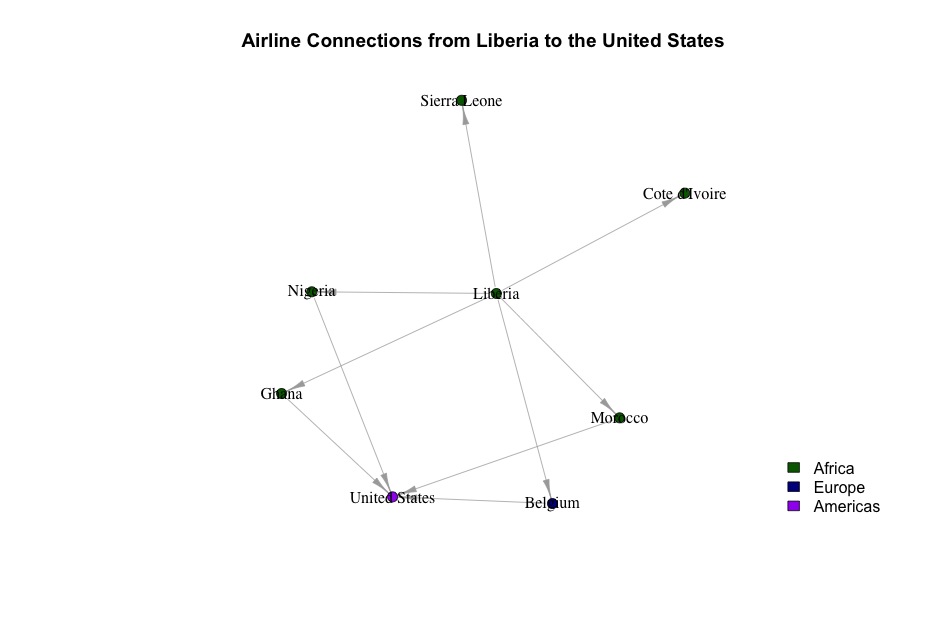 Airline Connections from Liberia to the United States
Sierra Leone
Cote d'Ivoire
Nigeria
Liberia
Ghana
Morocco
United States
Belgium
Africa
Europe
Americas